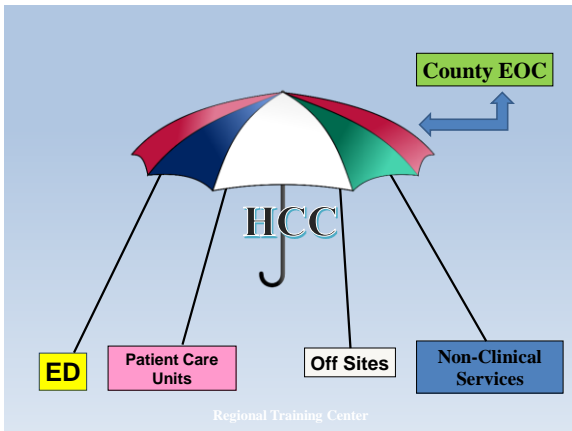 County EOC
HCC
ED
Patient Care
Units
Off Sites
Non-Clinical
Services
Regional Training Center